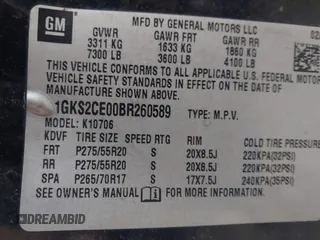 GM
MFD BY GENERAL MOTORS LLC
02/
GVWR GAWR FRT GAWR RR
3311 KG 1633 KG 1860 KG
7300 LB 3600 LB 4100 LB
THIS VEHICLE CONFORMS TO ALL APPLICABLE U.S. FEDERAL
VEHICLE SAFETY STANDARDS IN EFFECT ON THE DATE OF
MANUFACTURE SHOWN ABOVE.
1GKS2CE00BR260589 TYPE: M.P.V.
MODEL: K10706
KDVF TIRE SIZE SPEED RTG RIM COLD TIRE PRESSURE
FRT P275/55R20 S 20X8.5J 220KPA(32PSI)
RR P275/55R20 S 20X8.5J 220KPA(32PSI)
SPA P265/70R17 S 17X7.5J 240KPA(35PSI)
SEE OWNER'S MANUAL FOR MORE INFORMATION.
DREAMBID